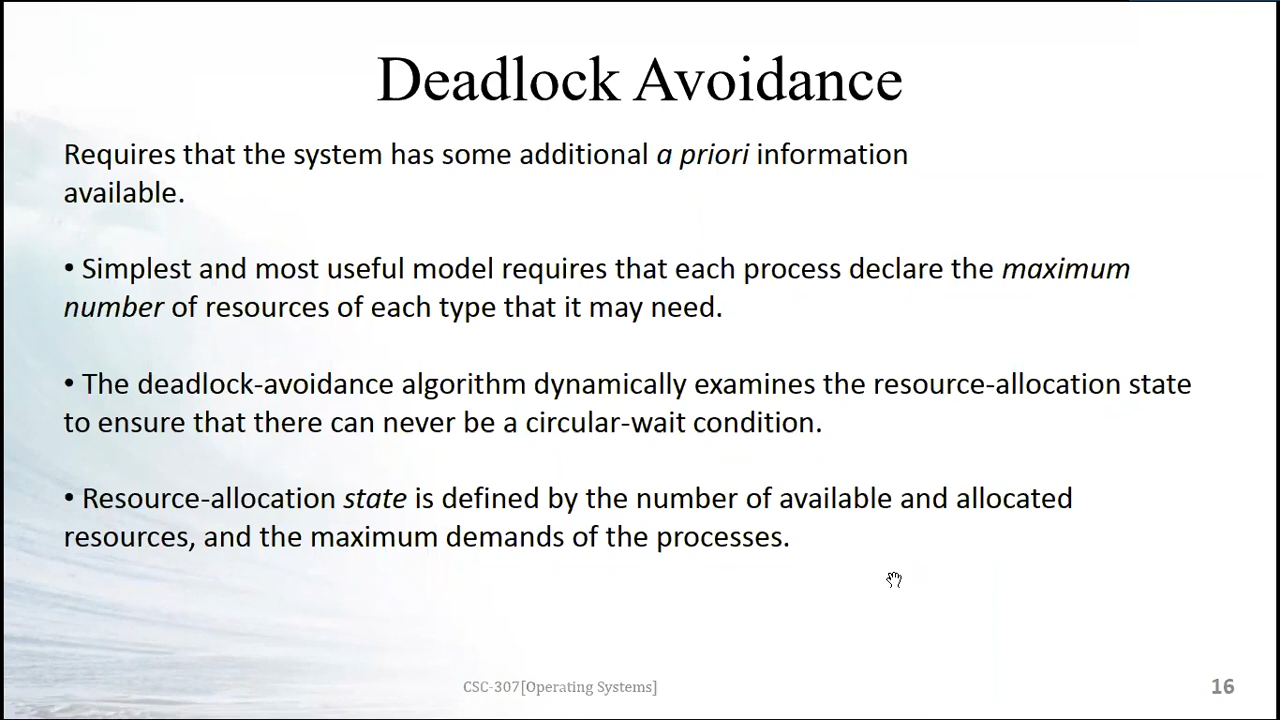 Deadlock Avoidance
Requires that the system has some additional a priori information
available.
• Simplest and most useful model requires that each process declare the maximum
number of resources of each type that it may need.
• The deadlock-avoidance algorithm dynamically examines the resource-allocation state
to ensure that there can never be a circular-wait condition.
• Resource-allocation state is defined by the number of available and allocated
resources, and the maximum demands of the processes.
CSC-307[Operating Systems]
16